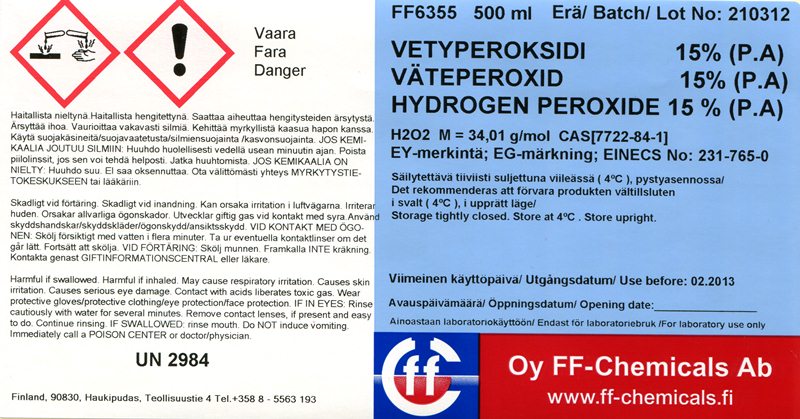 Vaara
Fara
Danger
Haitallista nieltynä.Haitallista hengitettynä. Saattaa aiheuttaa hengitysteiden ärsytystä.
Ärsyttää ihoa. Vaurioittaa vakavasti silmiä. Kehittää myrkyllistä kaasua hapon kanssa.
Käytä suojakäsineitä/suojavaatetusta/silmiensuojainta /kasvonsuojainta. JOS KEMI-
KAALIA JOUTUU SILMIIN: Huuhdo huolellisesti vedellä usean minuutin ajan. Poista
piilolinssit, jos sen voi tehdä helposti. Jatka huuhtomista. JOS KEMIKAALIA ON
NIELTY: Huuhdo suu. EI saa oksennuttaa. Ota välittömästi yhteys MYRKYTYSTIE-
TOKESKUKSEEN tai lääkäriin.
Skadligt vid förtäring. Skadligt vid inandning. Kan orsaka irritation i luftvägarna. Irriterar
huden. Orsakar allvarliga ögonskador. Utvecklar giftig gas vid kontakt med syra.Använd
skyddshandskar/skyddskläder/ögonskydd/ansiktsskydd. VID KONTAKT MED ÖGO-
NEN: Skölj försiktigt med vatten i flera minuter. Ta ur eventuella kontaktlinser om det
går lätt. Fortsätt att skölja. VID FÖRTÄRING: Skölj munnen. Framkalla INTE kräkning.
Kontakta genast GIFTINFORMATIONSCENTRAL eller läkare.
Harmful if swallowed. Harmful if inhaled. May cause respiratory irritation. Causes skin
irritation. Causes serious eye damage. Contact with acids liberates toxic gas. Wear
protective gloves/protective clothing/eye protection/face protection. IF IN EYES: Rinse
cautiously with water for several minutes. Remove contact lenses, if present and easy
to do. Continue rinsing. IF SWALLOWED: rinse mouth. Do NOT induce vomiting.
Immediately call a POISON CENTER or doctor/physician.
UN 2984
Finland, 90830, Haukipudas, Teollisuustie 4 Tel.+358 8 - 5563 193
FF6355 500 ml Erä/ Batch/ Lot No: 210312
VETYPEROKSIDI 15% (P.A)
VÄTEPEROXID 15% (P.A)
HYDROGEN PEROXIDE 15 % (P.A)
H2O2 M = 34,01 g/mol CAS[7722-84-1]
EY-merkintä; EG-märkning; EINECS No: 231-765-0
Säilytettävä tiiviisti suljettuna viileässä ( 4ºC ), pystyasennossa/
Det rekommenderas att förvara produkten vältillsluten
i svalt ( 4ºC ), i upprätt läge/
Storage tightly closed. Store at 4ºC . Store upright.
Viimeinen käyttöpäivä/ Utgångsdatum/ Use before: 02.2013
Avauspäivämäärä/ Öppningsdatum/ Opening date:
Ainoastaan laboratoriokäyttöön/ Endast för laboratoriebruk /For laboratory use only
ff
Oy FF-Chemicals Ab
www.ff-chemicals.fi